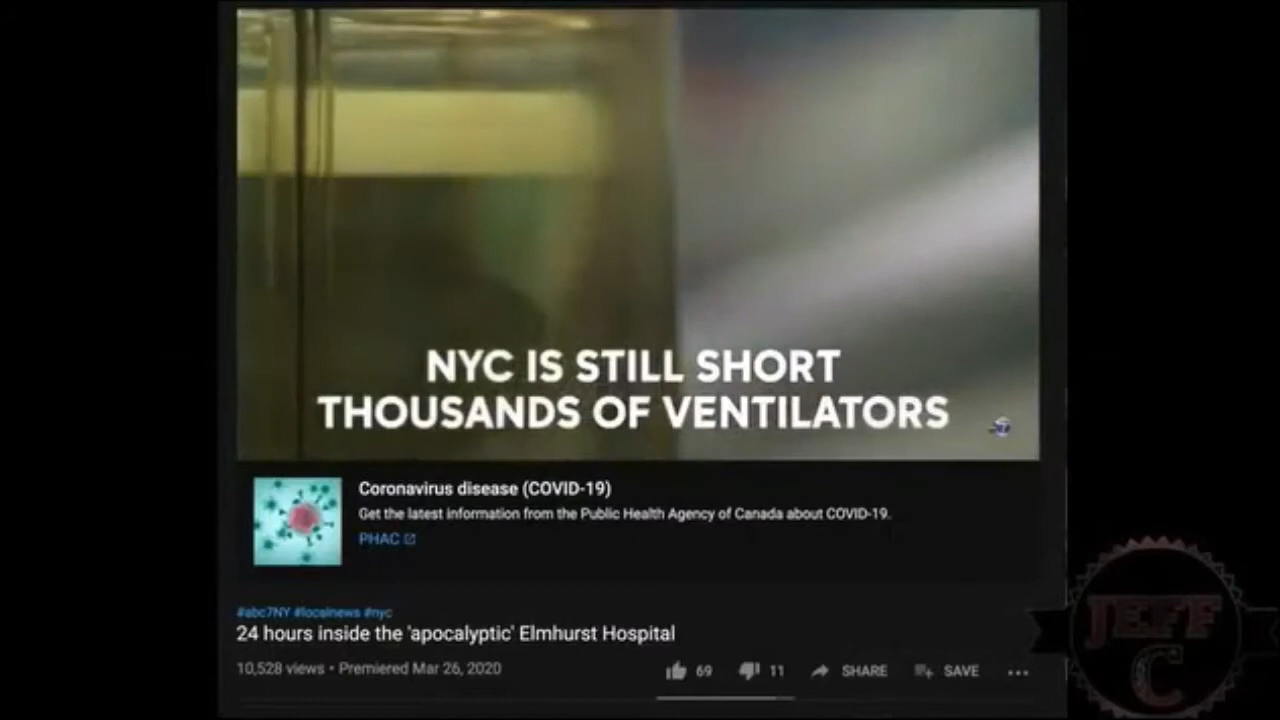 NYC IS STILL SHORT
THOUSANDS OF VENTILATORS
7
Coronavirus disease (COVID-19)
Get the latest information from the Public Health Agency of Canada about COVID-19.
PHAC
#abc7NY #localnews #nyc
24 hours inside the 'apocalyptic' Elmhurst Hospital
10,528 views • Premiered Mar 26, 2020
69
11
SHARE
SAVE
JEFF
C